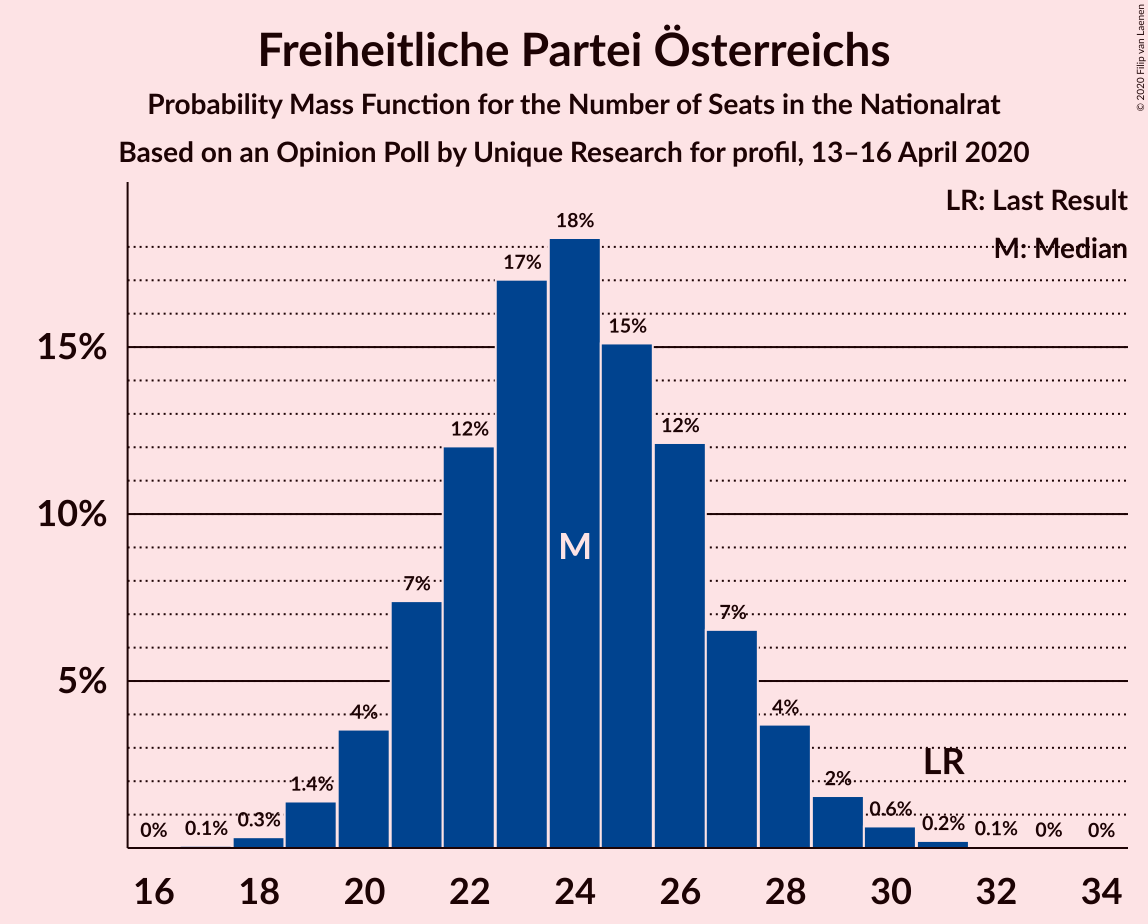 Freiheitliche Partei Österreichs
Probability Mass Function for the Number of Seats in the Nationalrat
Based on an Opinion Poll by Unique Research for profil, 13–16 April 2020
© 2020 Filip van Laenen
LR: Last Result
M: Median
18%
17%
15%
15%
12%
12%
10%
M
7%
7%
5%
4%
4%
LR
2%
1.4%
0.6%
0.3%
0.2%
0% 0.1% 0.1% 0% 0%
16 18 20 22 24 26 28 30 32 34